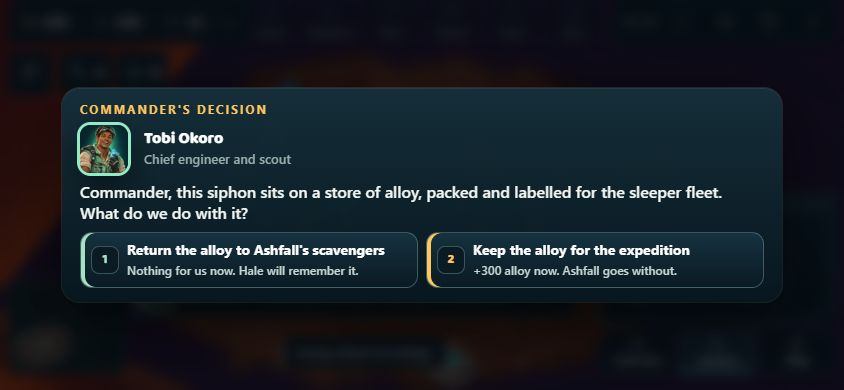 COMMANDER'S DECISION
Tobi Okoro
Chief engineer and scout
Commander, this siphon sits on a store of alloy, packed and labelled for the sleeper fleet.
What do we do with it?
1
Return the alloy to Ashfall's scavengers
Nothing for us now. Hale will remember it.
2
Keep the alloy for the expedition
+300 alloy now. Ashfall goes without.